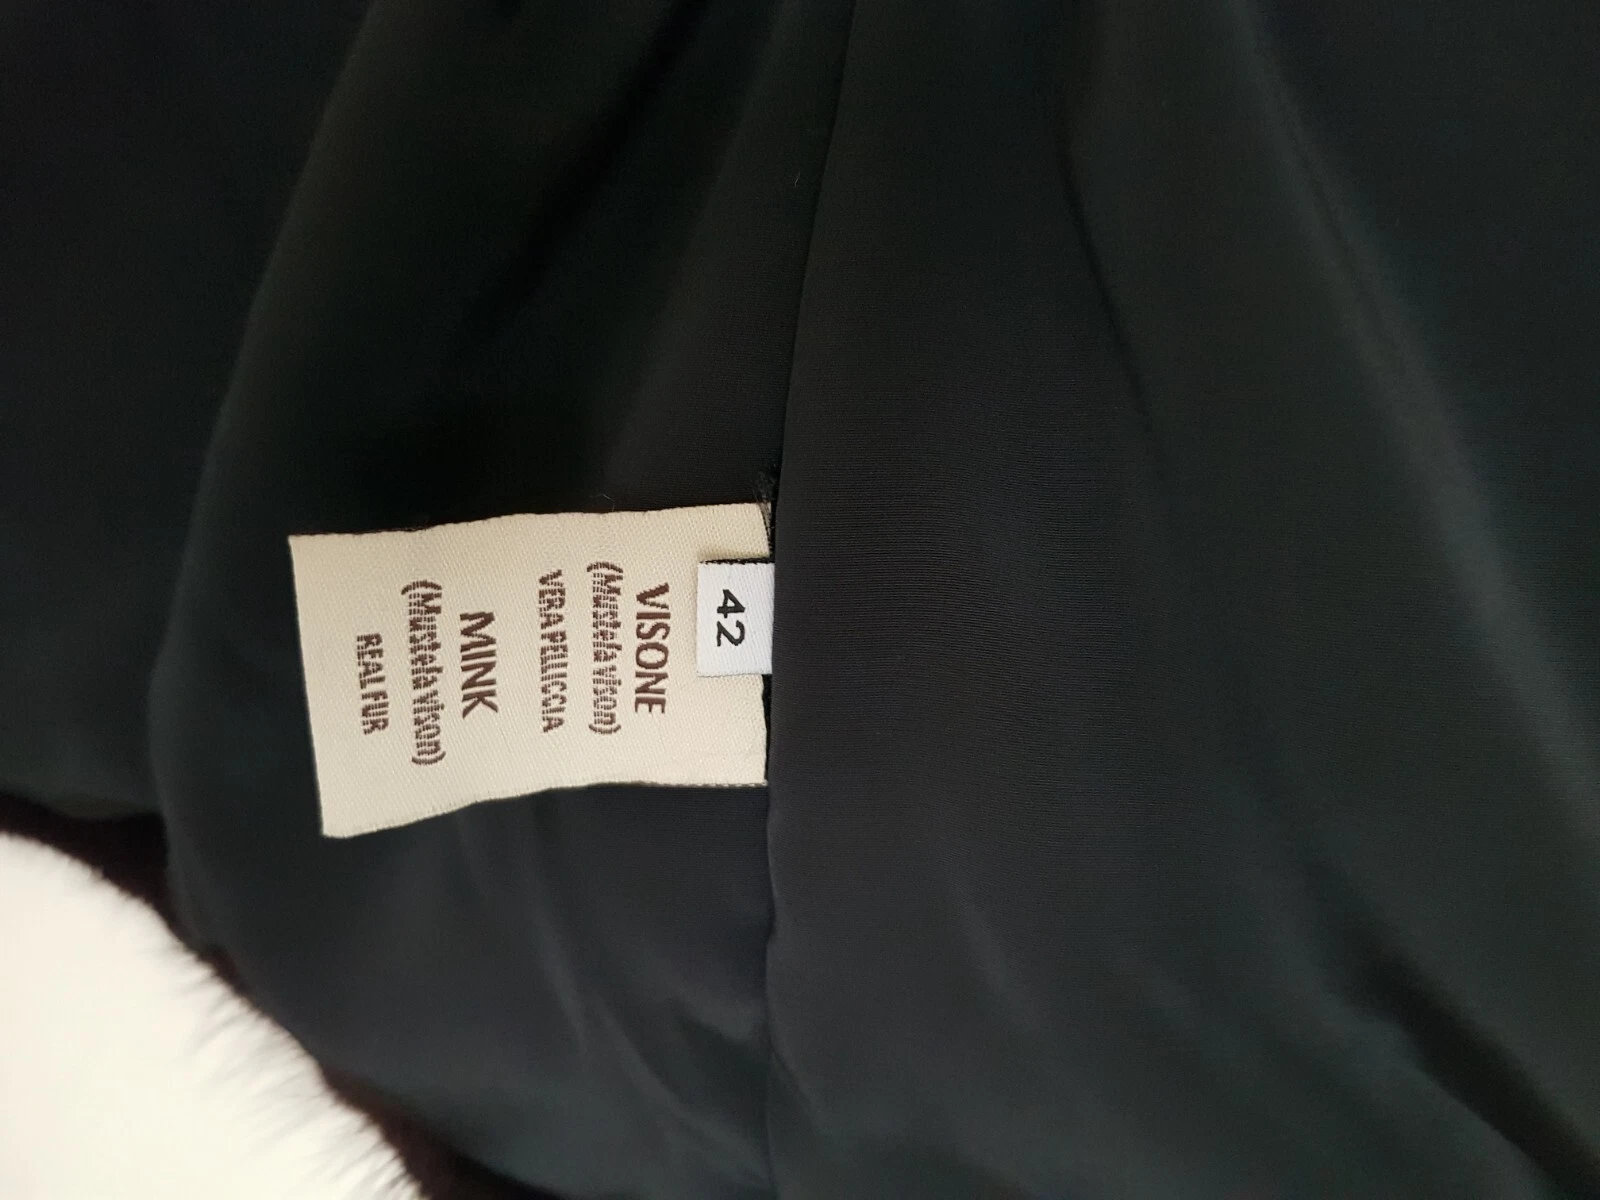 42
VISONE
(Mustela vison)
VERA PELLICCIA
MINK
(Mustela vison)
REAL FUR